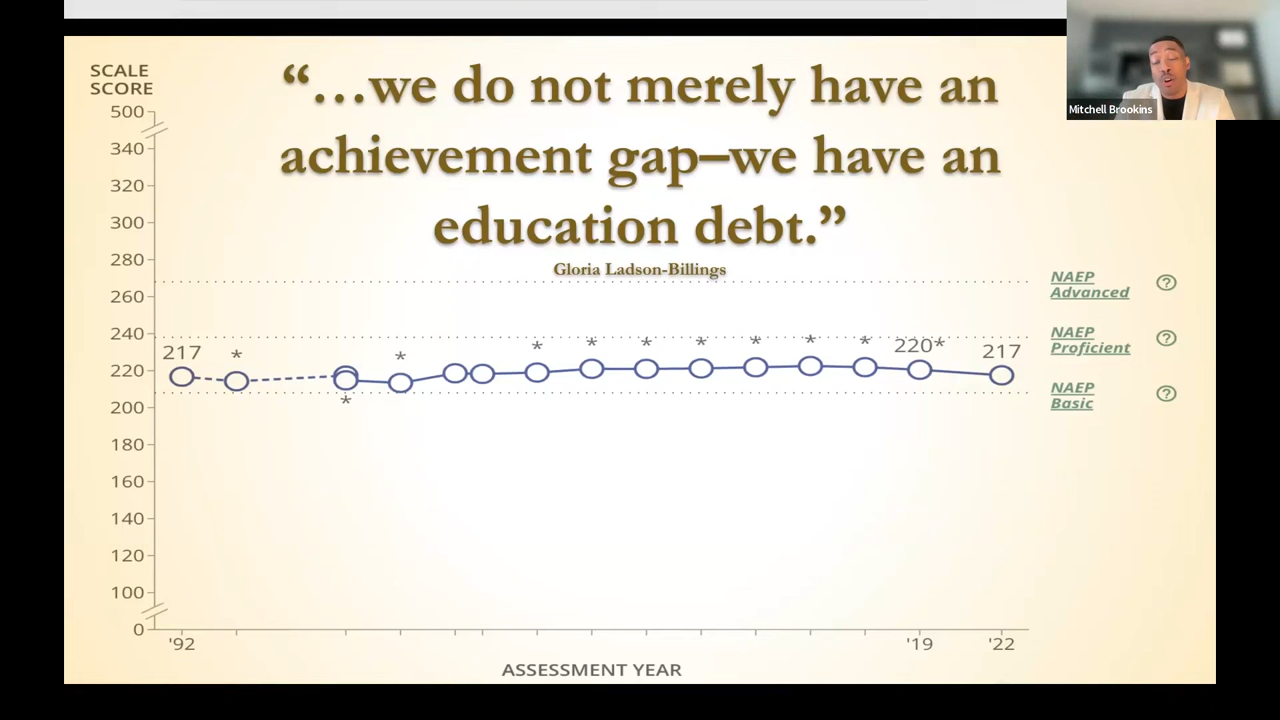 Mitchell Brookins
“…we do not merely have an
achievement gap–we have an
education debt.”
Gloria Ladson-Billings
SCALE
SCORE
500
340
320
300
280
260
240
220
200
180
160
140
120
100
0
217
*
*
*
*
*
*
*
*
*
*
220*
217
NAEP
Advanced
?
NAEP
Proficient
?
NAEP
Basic
?
'92
'19
'22
ASSESSMENT YEAR